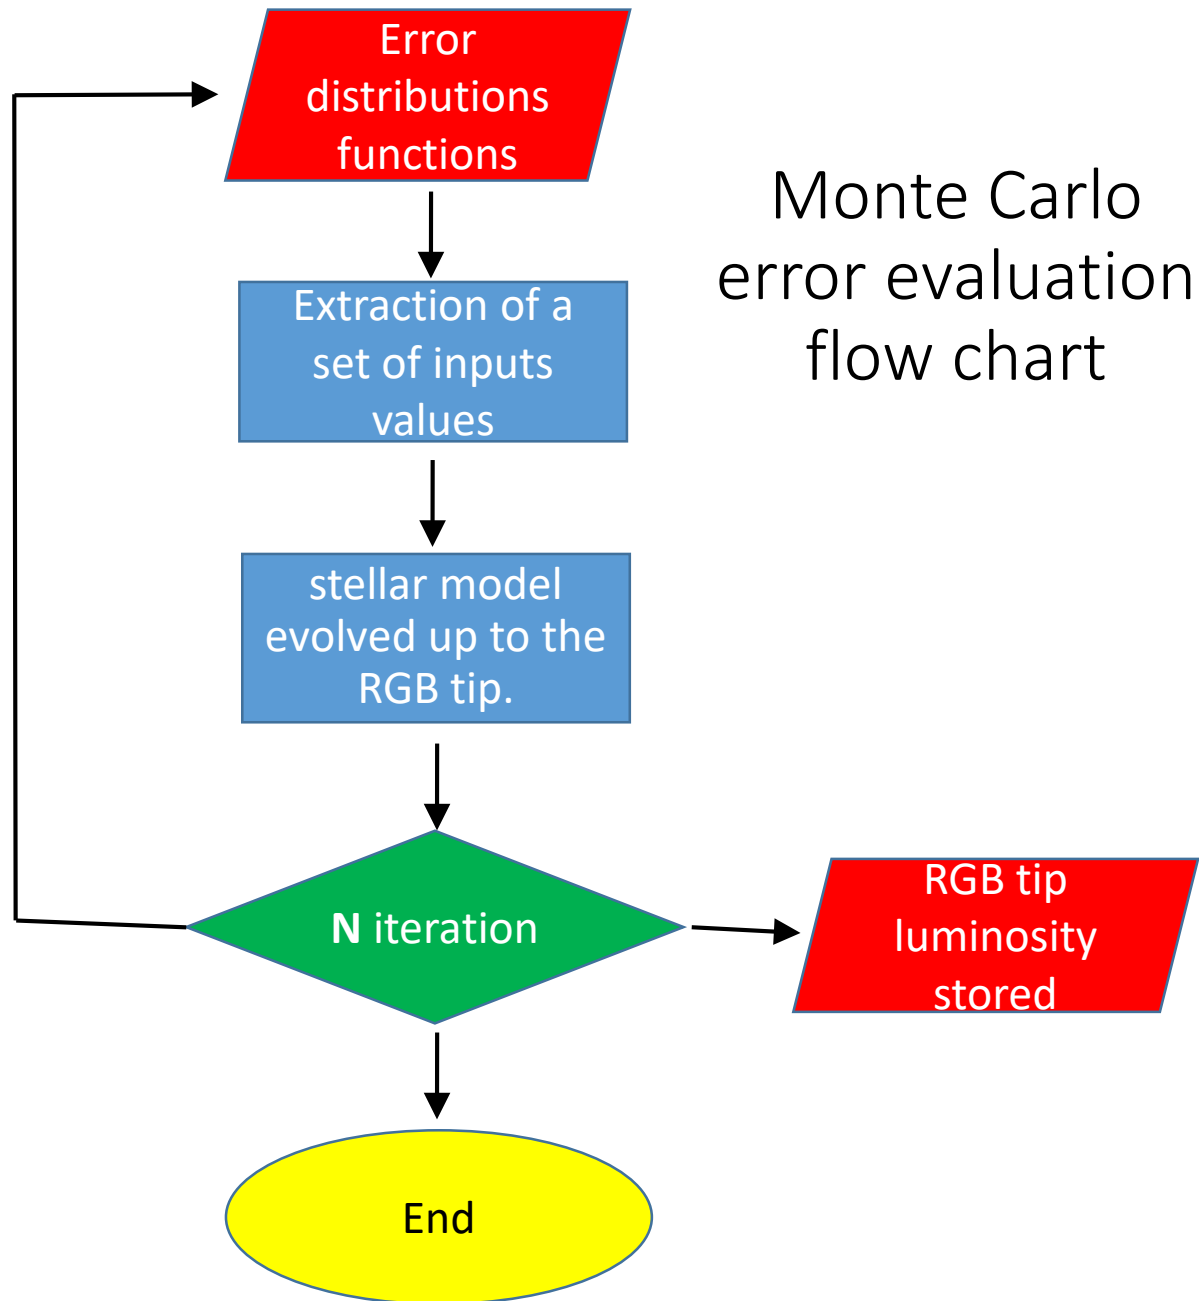 Error
distributions
functions
Monte Carlo
error evaluation
flow chart
Extraction of a
set of inputs
values
stellar model
evolved up to the
RGB tip.
N iteration
RGB tip
luminosity
stored
End